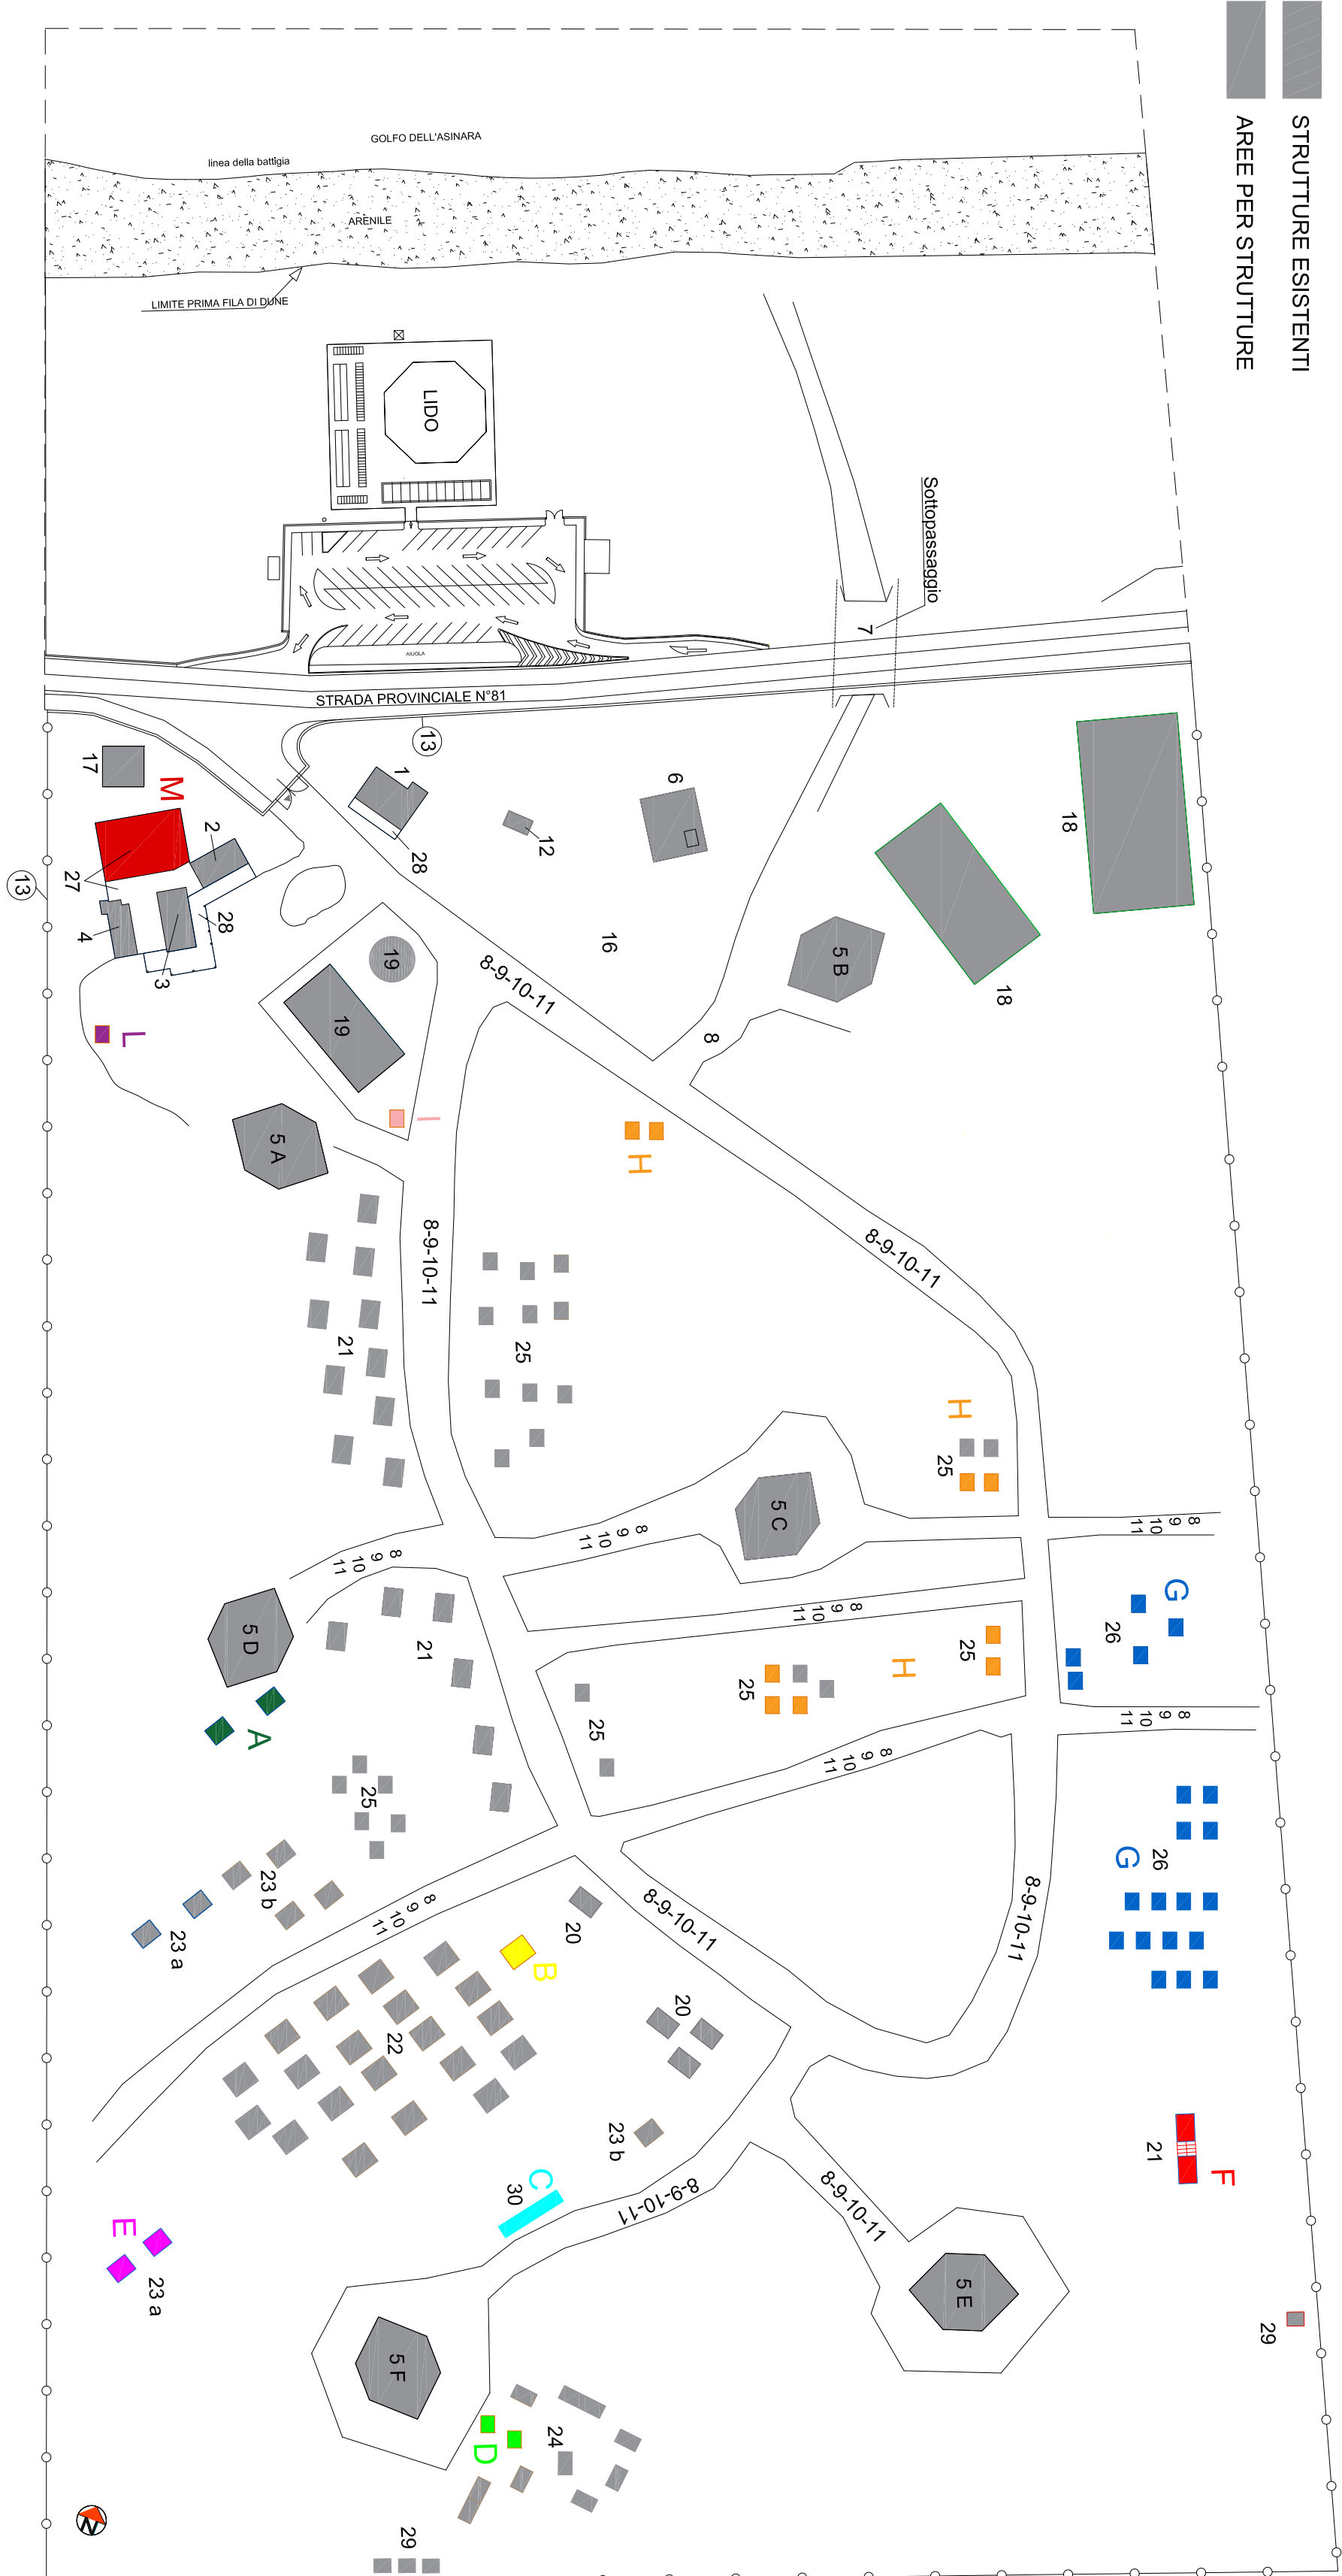 STRUTTURE ESISTENTI
AREE PER STRUTTURE
GOLFO DELL'ASINARA
linea della battigia
ARENILE
LIMITE PRIMA FILA DI DUNE
LIDO
Sottopassaggio
7
AIUOLA
STRADA PROVINCIALE N°81
13
17
M
1
28
12
6
18
18
2
27
13
28
4
3
16
5 B
19
19
8-9-10-11
8
L
I
5 A
H
8-9-10-11
8-9-10-11
21
25
H
25
5 C
8
9
10
11
8
9
10
11
8
9
10
11
G
26
5 D
21
8
9
10
11
25
H
25
A
25
25
8
9
10
11
8
9
10
11
23 b
23 a
8
9
10
11
20
B
8-9-10-11
8-9-10-11
26
G
22
20
23 b
C
30
8-9-10-11
8-9-10-11
21
F
E
23 a
5 E
29
5 F
D
24
29
N